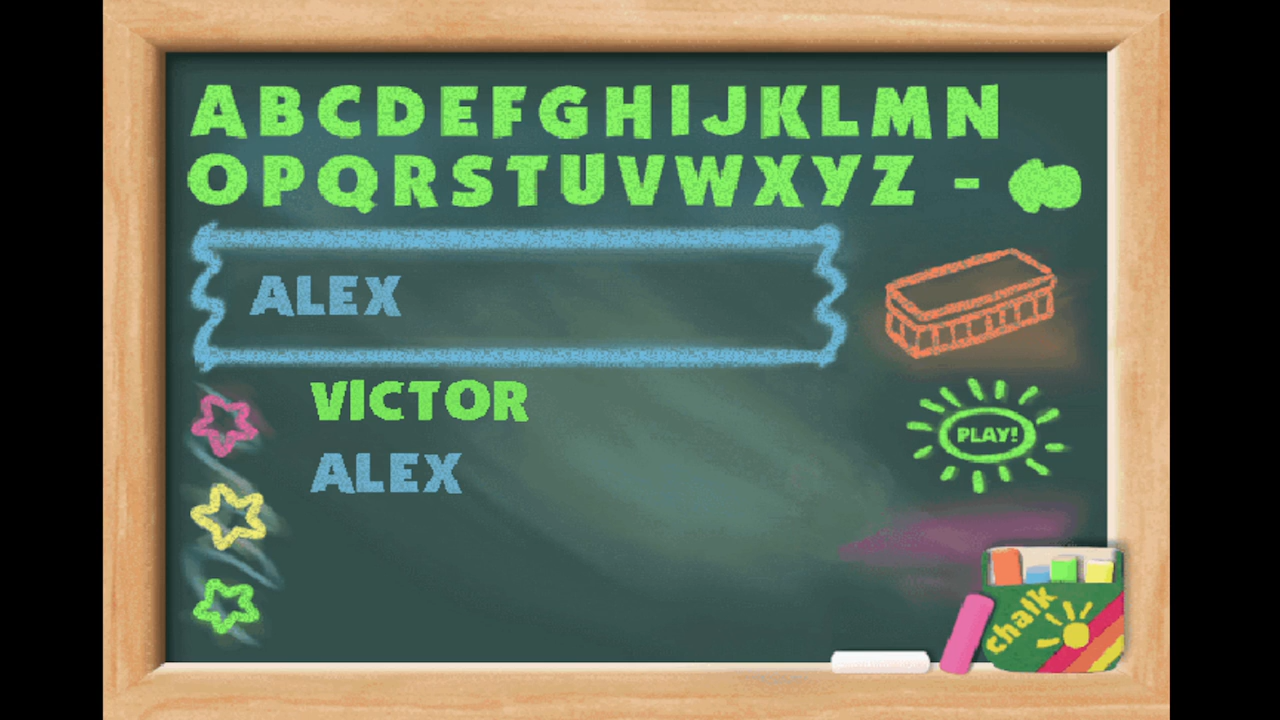 ABCDEFGHIJKLMN
OPQRSTUVWXYZ -
ALEX
VICTOR
ALEX
PLAY!
chalk